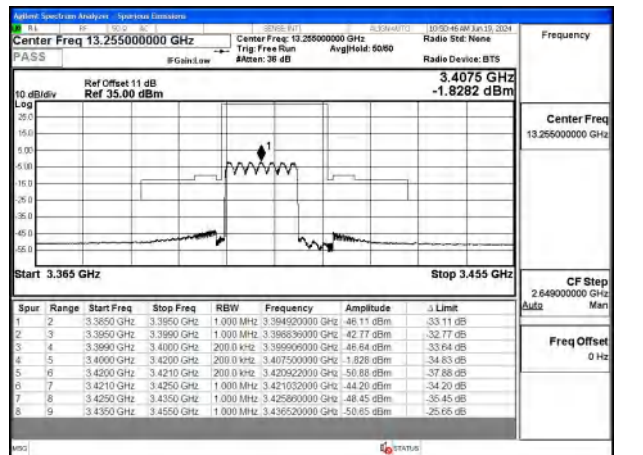 Agilent Spectrum Analyzer - Spurious Emissions
RL RF 50 Ω AC SENSE:INT ALIGN AUTO 10:50:46 AM Jun 19, 2024
Center Freq 13.255000000 GHz
Center Freq: 13.255000000 GHz
Radio Std: None
Trig: Free Run Avg|Hold: 50/60
PASS
IFGain:Low
#Atten: 36 dB
Radio Device: BTS
Frequency
Ref Offset 11 dB
Ref 35.00 dBm
10 dB/div
Log
3.4075 GHz
-1.8282 dBm
25.0
15.0
5.00
-5.00
-15.0
-25.0
-35.0
-45.0
-55.0
1
Start 3.365 GHz Stop 3.455 GHz
Spur Range Start Freq Stop Freq RBW Frequency Amplitude Δ Limit
1 2 3.3650 GHz 3.3950 GHz 1.000 MHz 3.394920000 GHz -46.11 dBm -33.11 dB
2 3 3.3950 GHz 3.3990 GHz 1.000 MHz 3.398836000 GHz -42.77 dBm -32.77 dB
3 4 3.3990 GHz 3.4000 GHz 200.0 kHz 3.399906000 GHz -46.64 dBm -33.64 dB
4 5 3.4000 GHz 3.4200 GHz 200.0 kHz 3.407500000 GHz -1.828 dBm -34.83 dB
5 6 3.4200 GHz 3.4210 GHz 200.0 kHz 3.420922000 GHz -50.88 dBm -37.88 dB
6 7 3.4210 GHz 3.4250 GHz 1.000 MHz 3.421032000 GHz -44.20 dBm -34.20 dB
7 8 3.4250 GHz 3.4350 GHz 1.000 MHz 3.425860000 GHz -48.45 dBm -35.45 dB
8 9 3.4350 GHz 3.4550 GHz 1.000 MHz 3.436520000 GHz -50.65 dBm -25.65 dB
Center Freq
13.255000000 GHz
CF Step
2.649000000 GHz
Auto Man
Freq Offset
0 Hz
MSG STATUS